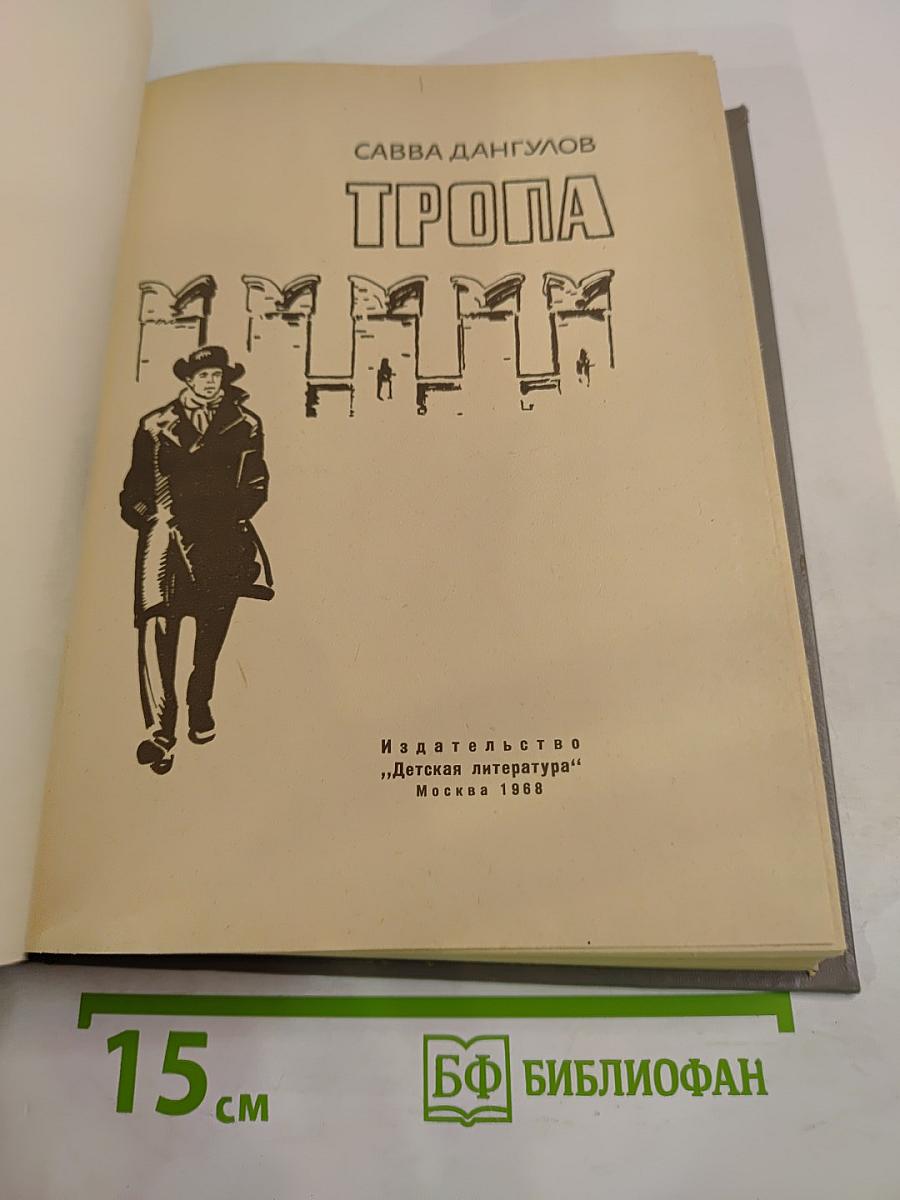 САВВА ДАНГУЛОВ
ТРОПА
Издательство
„Детская литература“
Москва 1968
15 см
БФ БИБЛИОФАН